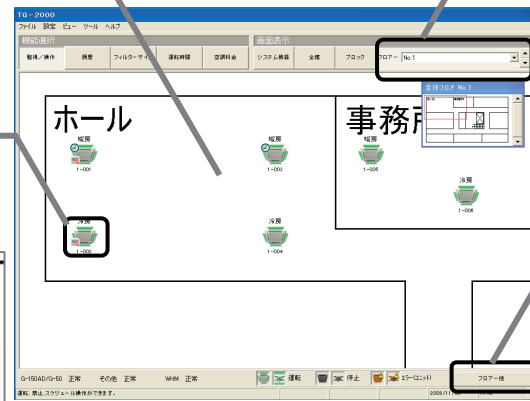 TG-2000
ファイル 設定 ビュー ツール ヘルプ
機能選択 画面表示
監視/操作 履歴 フィルターサイン 運転時間 空調料金 システム機器 全棟 ブロック フロアー No.1
全体フロア No.1
ホール 事務所
暖房 暖房 暖房
1-001 1-003 1-005
冷房
1-006
冷房 冷房
1-002 1-004
G-150AD/G-50 正常 その他 正常 WHM 正常 運転 停止 エラー(ユニット) フロアー積
運転、禁止、スケジュール操作ができます。